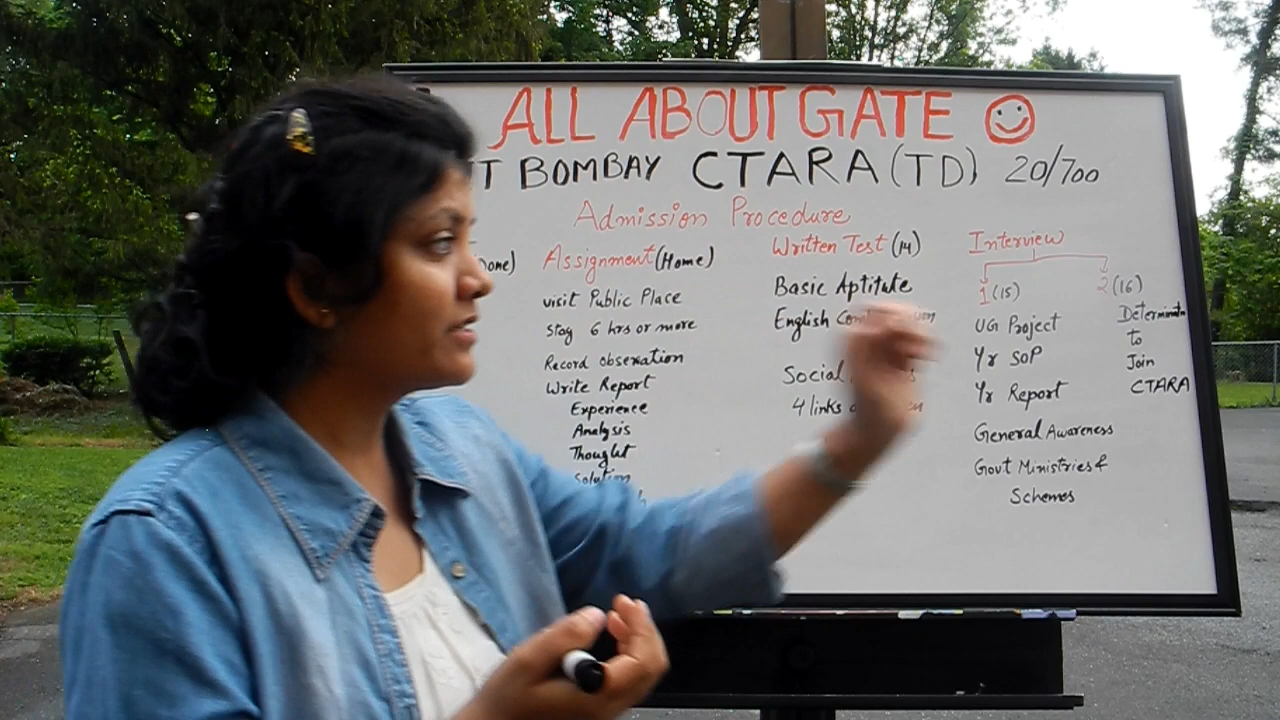 ALL ABOUT GATE
T BOMBAY CTARA (TD) 20/700
Admission Procedure
one)
Assignment (Home)
visit Public Place
stay 6 hrs or more
Record obseration
Write Report
Experience
Analysis
Thought
Solution
Written Test (14)
Basic Aptitute
English
Social
4 links
Interview
1 (15)
UG Project
Yr SOP
Yr Report
General Awareness
Govt Ministries &
Schemes
2 (16)
to
Join
CTARA